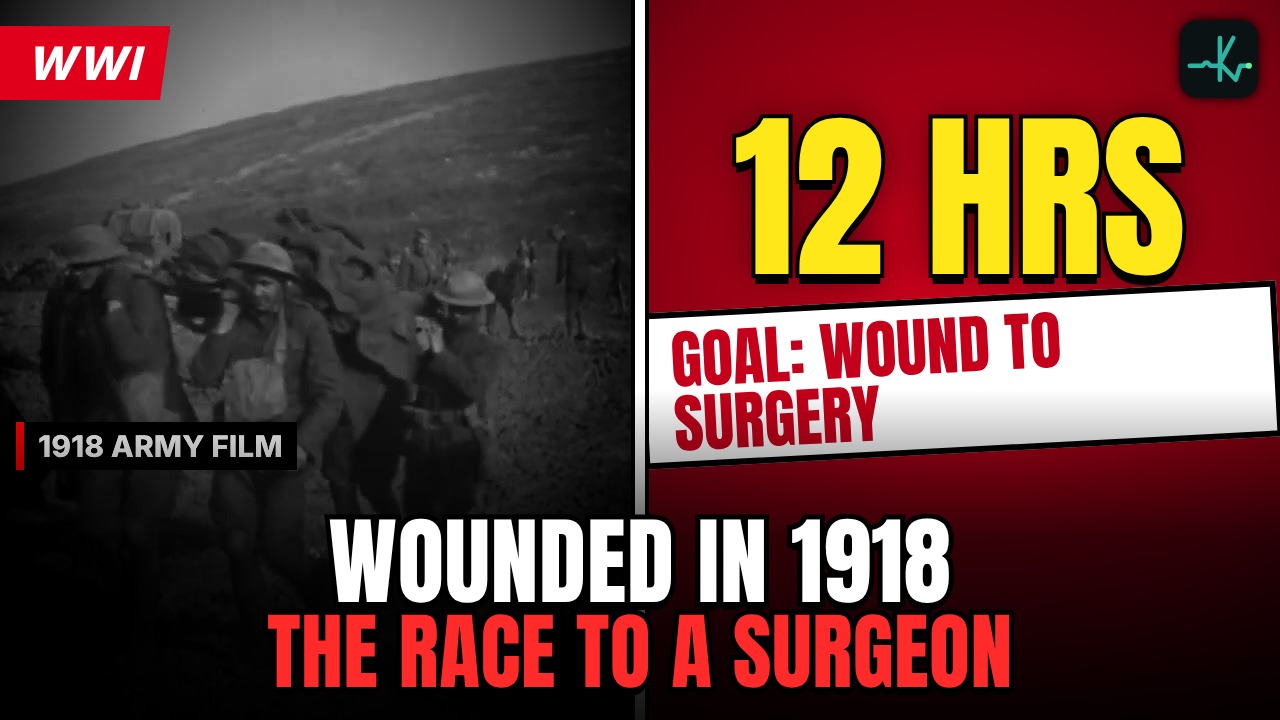 WWI
12 HRS
GOAL: WOUND TO
SURGERY
1918 ARMY FILM
WOUNDED IN 1918
THE RACE TO A SURGEON